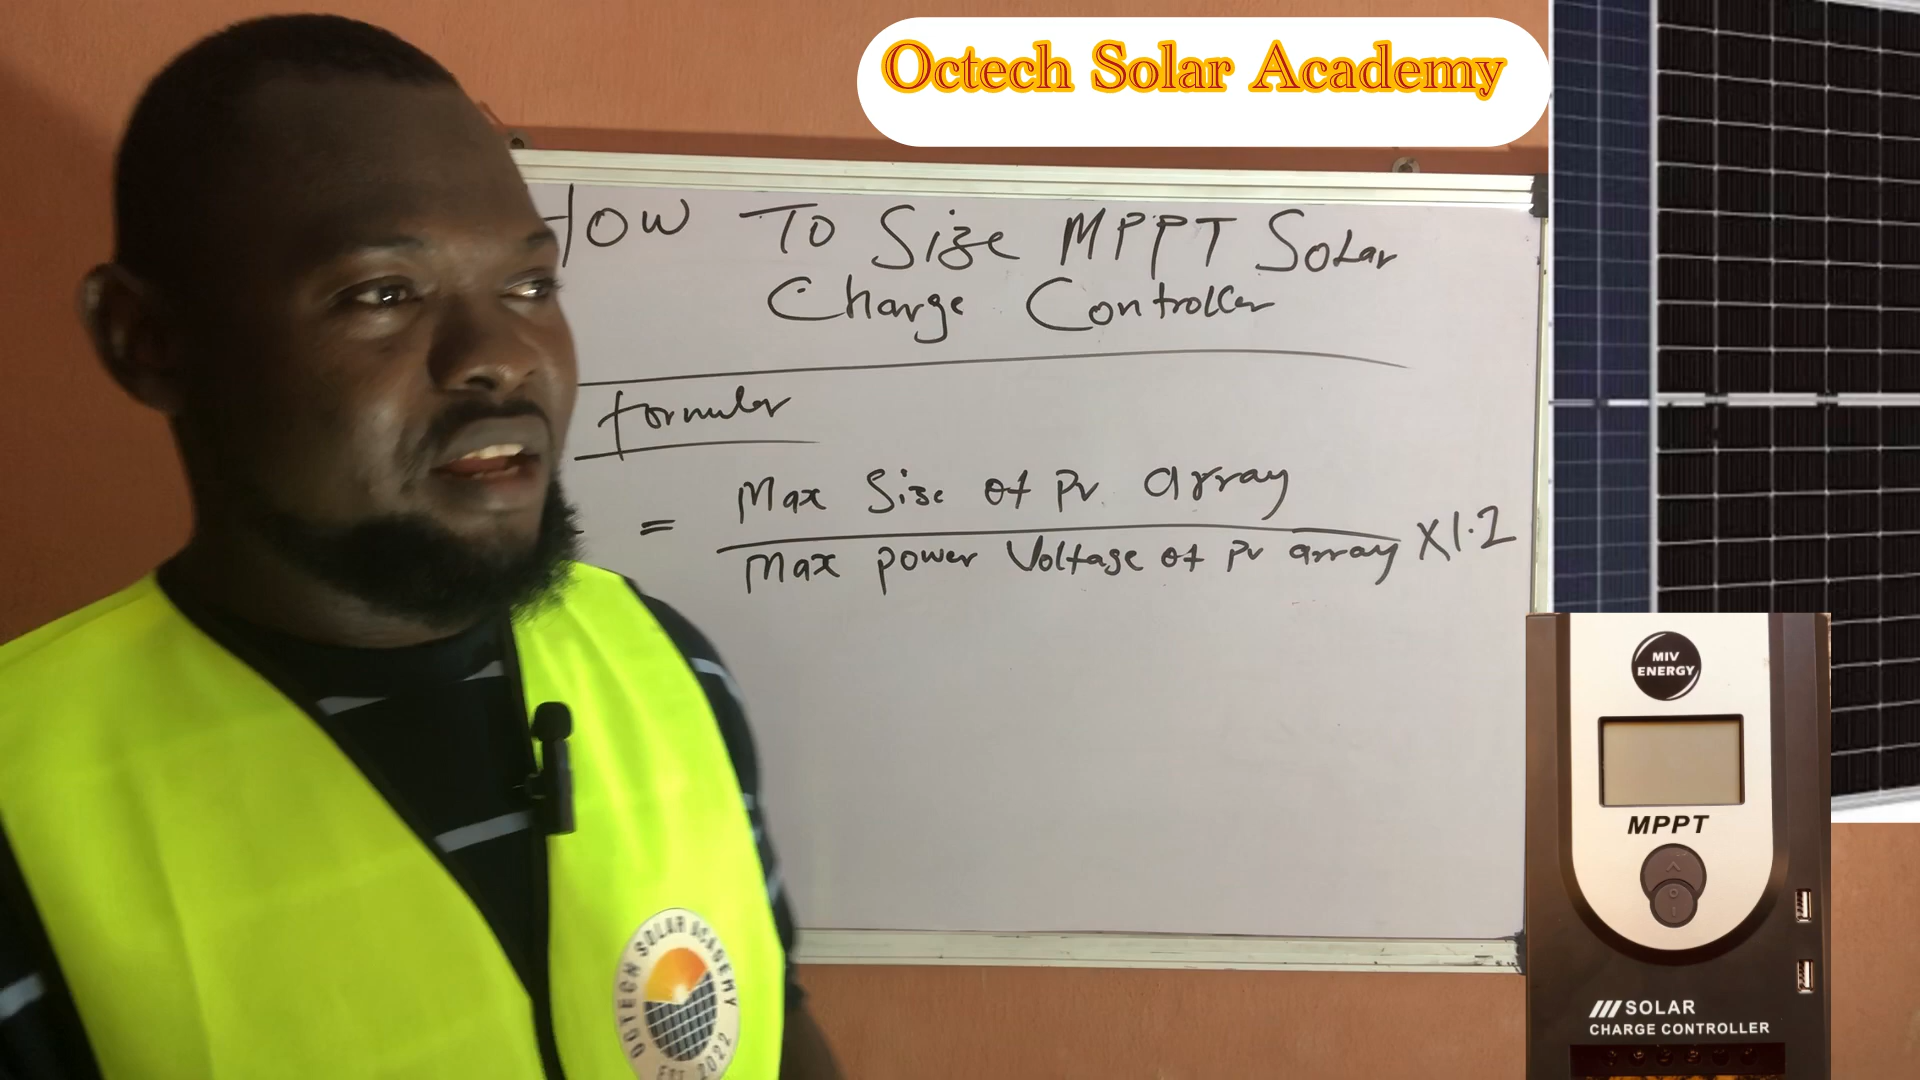 Octech Solar Academy
HOW TO Size MPPT Solar
Charge Controller
formular
= Max Size of Pv array
Max power Voltage of Pv array X1.2
MIV
ENERGY
MPPT
SOLAR
CHARGE CONTROLLER
OCTECH SOLAR ACADEMY
EST 2022